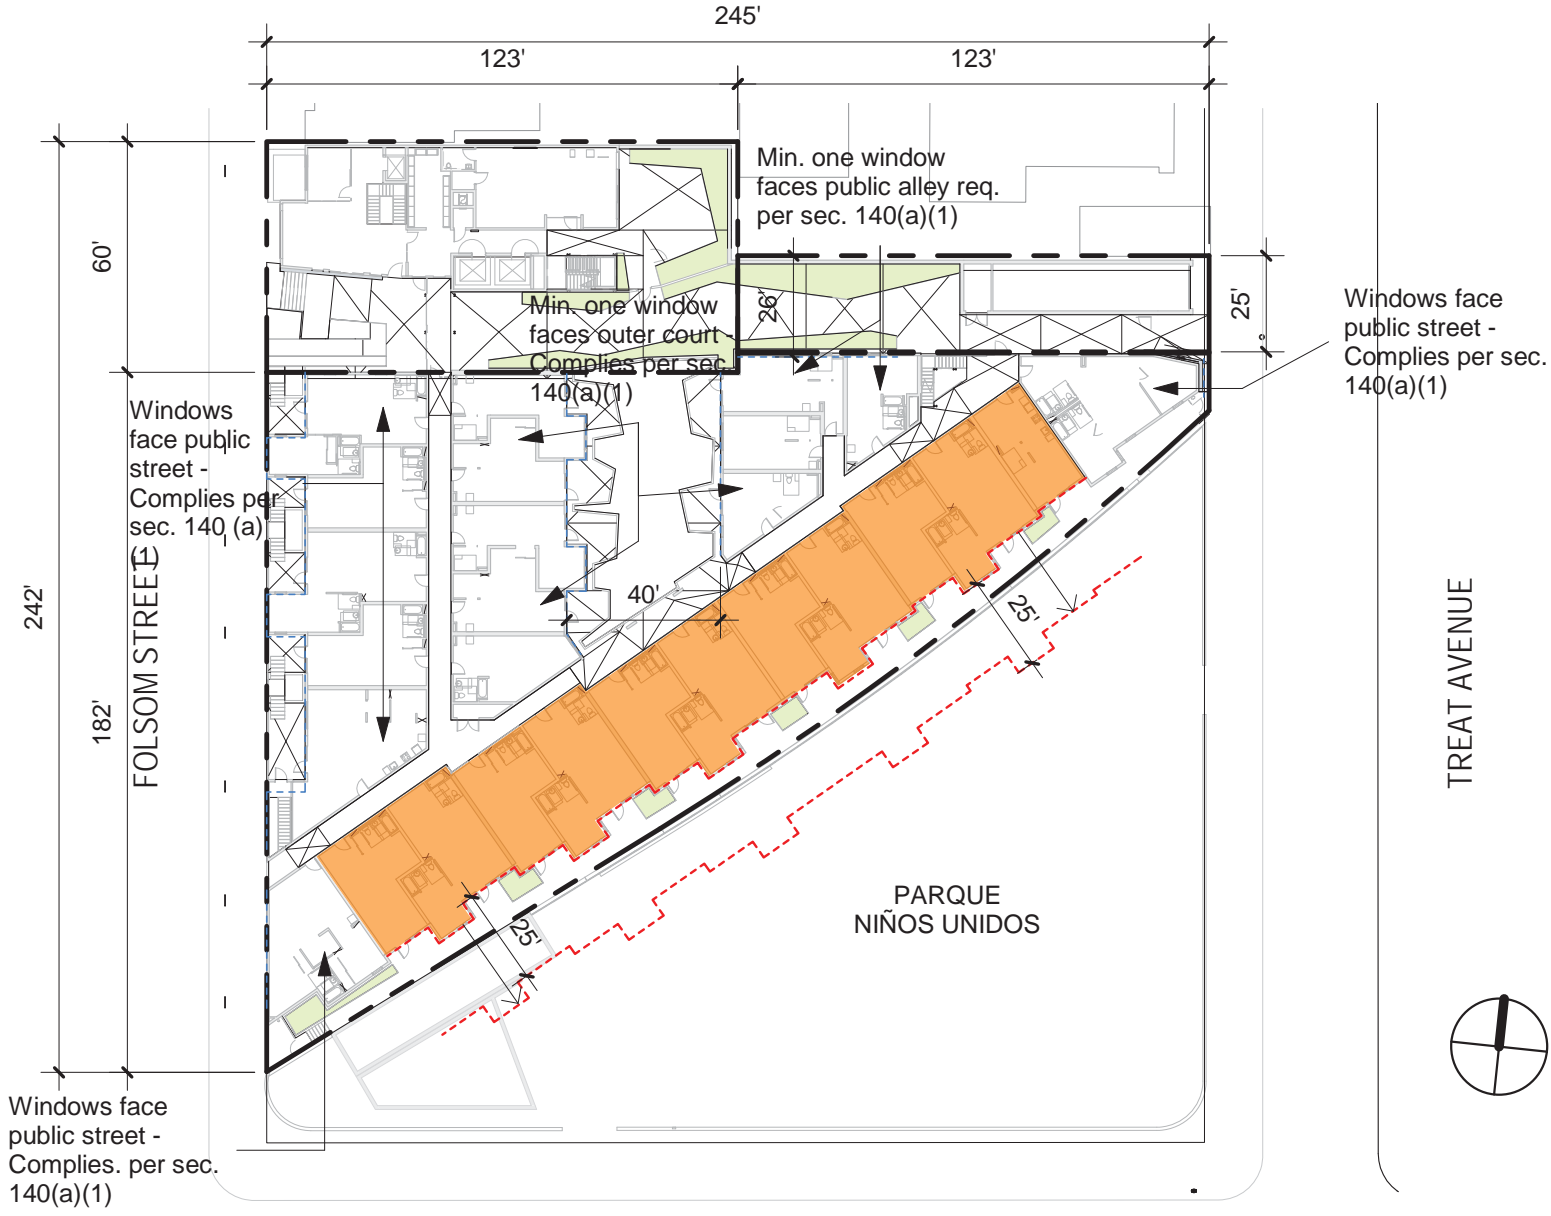 245'
123'
123'
Min. one window
faces public alley req.
per sec. 140(a)(1)
60'
26'
25'
Min. one window
faces outer court -
Complies per sec.
140(a)(1)
Windows face
public street -
Complies per sec.
140(a)(1)
Windows
face public
street -
Complies per
sec. 140 (a)
(1)
242'
182'
40'
25'
FOLSOM STREET
TREAT AVENUE
25'
PARQUE
NIÑOS UNIDOS
Windows face
public street -
Complies. per sec.
140(a)(1)